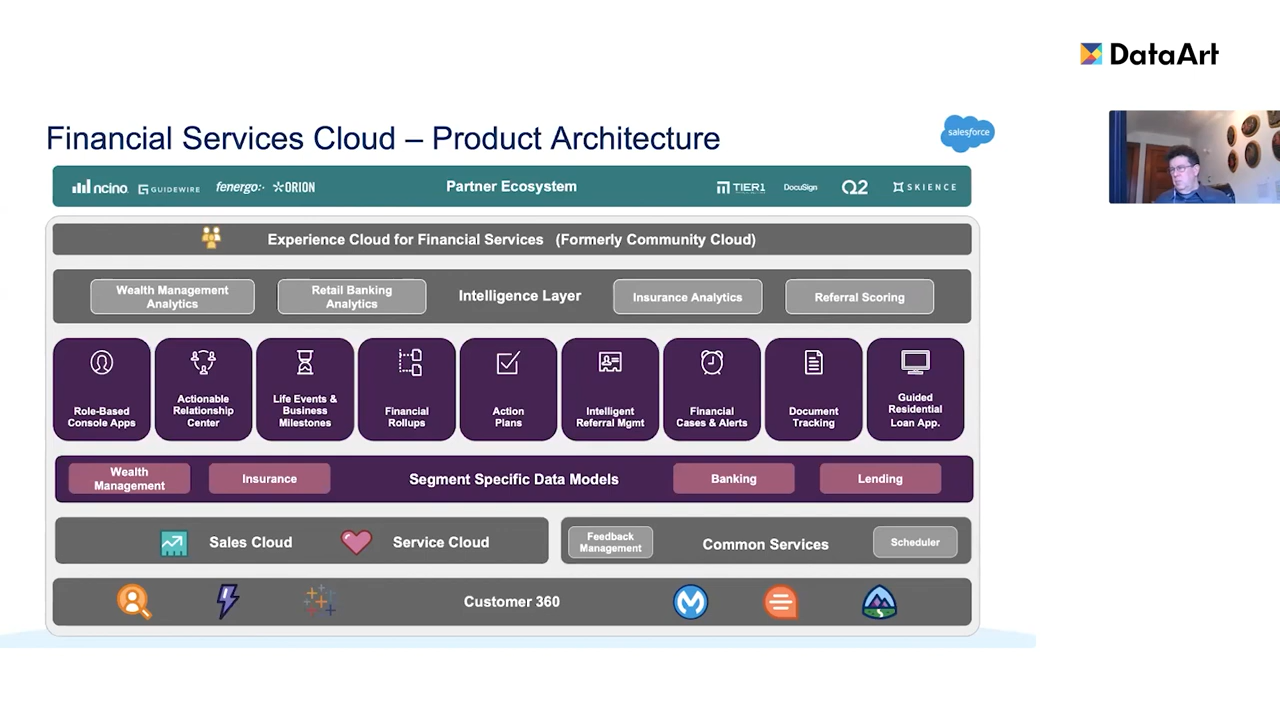 DataArt
Financial Services Cloud – Product Architecture
salesforce
ncino
GUIDEWIRE
fenergo
ORION
Partner Ecosystem
TIER1
DocuSign
Q2
SKIENCE
Experience Cloud for Financial Services (Formerly Community Cloud)
Wealth Management
Analytics
Retail Banking
Analytics
Intelligence Layer
Insurance Analytics
Referral Scoring
Role-Based
Console Apps
Actionable
Relationship
Center
Life Events &
Business
Milestones
Financial
Rollups
Action
Plans
Intelligent
Referral Mgmt
Financial
Cases & Alerts
Document
Tracking
Guided
Residential
Loan App.
Wealth
Management
Insurance
Segment Specific Data Models
Banking
Lending
Sales Cloud
Service Cloud
Feedback
Management
Common Services
Scheduler
Customer 360